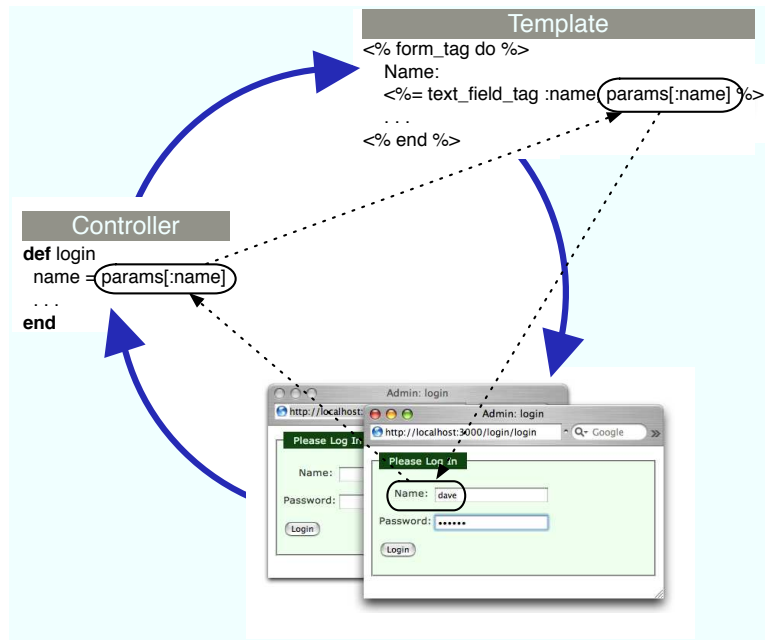 Template
<% form_tag do %>
Name:
<%= text_field_tag :name, params[:name] %>
. . .
<% end %>
Controller
def login
name = params[:name]
. . .
end
Admin: login
http://localhost:
Please Log In
Name:
Password:
Login
Admin: login
http://localhost:3000/login/login
Google
Please Log In
Name: dave
Password: ••••••
Login